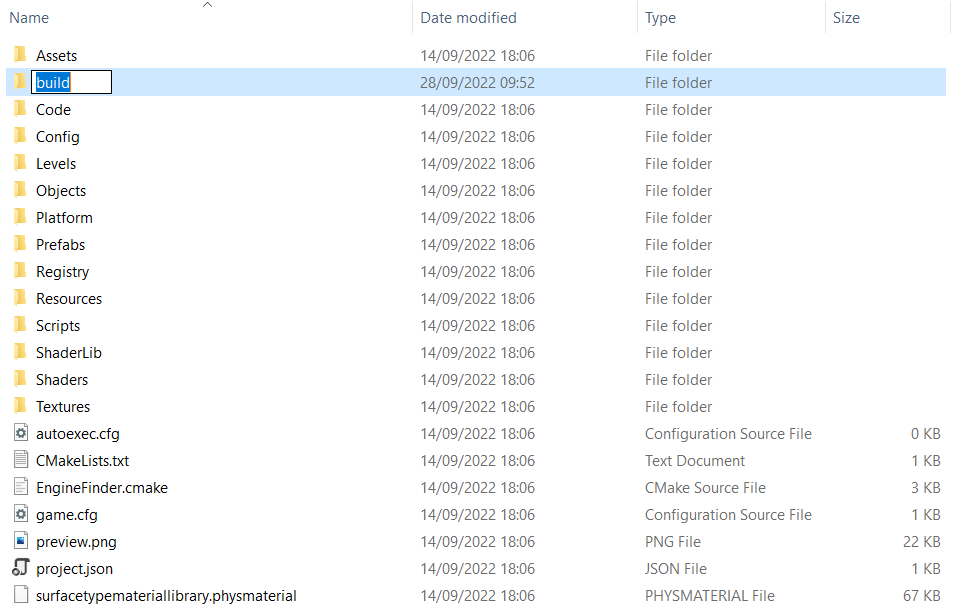 Name Date modified Type Size
Assets 14/09/2022 18:06 File folder
build 28/09/2022 09:52 File folder
Code 14/09/2022 18:06 File folder
Config 14/09/2022 18:06 File folder
Levels 14/09/2022 18:06 File folder
Objects 14/09/2022 18:06 File folder
Platform 14/09/2022 18:06 File folder
Prefabs 14/09/2022 18:06 File folder
Registry 14/09/2022 18:06 File folder
Resources 14/09/2022 18:06 File folder
Scripts 14/09/2022 18:06 File folder
ShaderLib 14/09/2022 18:06 File folder
Shaders 14/09/2022 18:06 File folder
Textures 14/09/2022 18:06 File folder
autoexec.cfg 14/09/2022 18:06 Configuration Source File 0 KB
CMakeLists.txt 14/09/2022 18:06 Text Document 1 KB
EngineFinder.cmake 14/09/2022 18:06 CMake Source File 3 KB
game.cfg 14/09/2022 18:06 Configuration Source File 1 KB
preview.png 14/09/2022 18:06 PNG File 22 KB
project.json 14/09/2022 18:06 JSON File 1 KB
surfacetypemateriallibrary.physmaterial 14/09/2022 18:06 PHYSMATERIAL File 67 KB